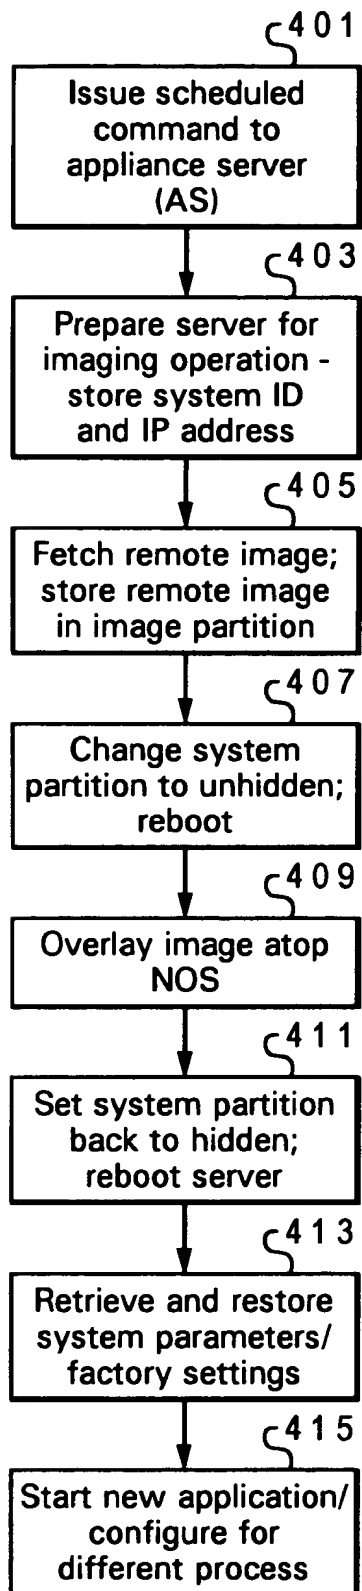 401
Issue scheduled
command to
appliance server
(AS)
403
Prepare server for
imaging operation -
store system ID
and IP address
405
Fetch remote image;
store remote image
in image partition
407
Change system
partition to unhidden;
reboot
409
Overlay image atop
NOS
411
Set system partition
back to hidden;
reboot server
413
Retrieve and restore
system parameters/
factory settings
415
Start new application/
configure for
different process